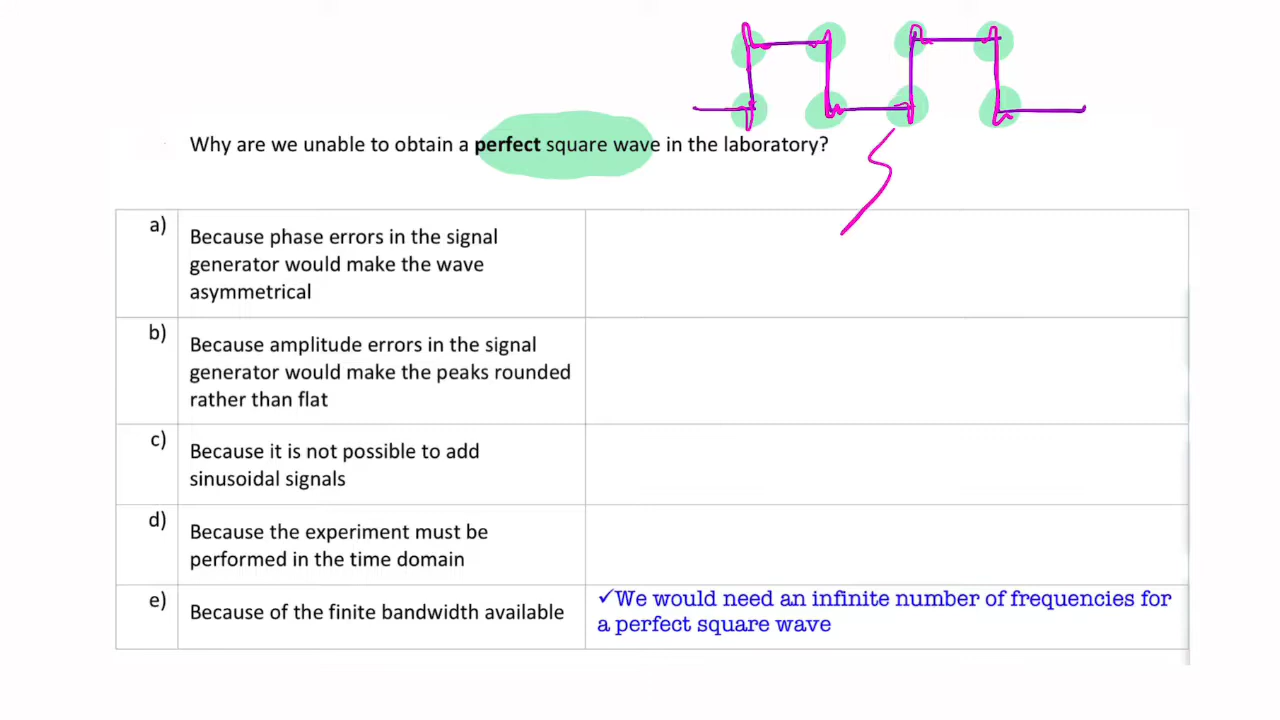 Why are we unable to obtain a perfect square wave in the laboratory?
a)
Because phase errors in the signal
generator would make the wave
asymmetrical
b)
Because amplitude errors in the signal
generator would make the peaks rounded
rather than flat
c)
Because it is not possible to add
sinusoidal signals
d)
Because the experiment must be
performed in the time domain
e)
Because of the finite bandwidth available
✓We would need an infinite number of frequencies for
a perfect square wave